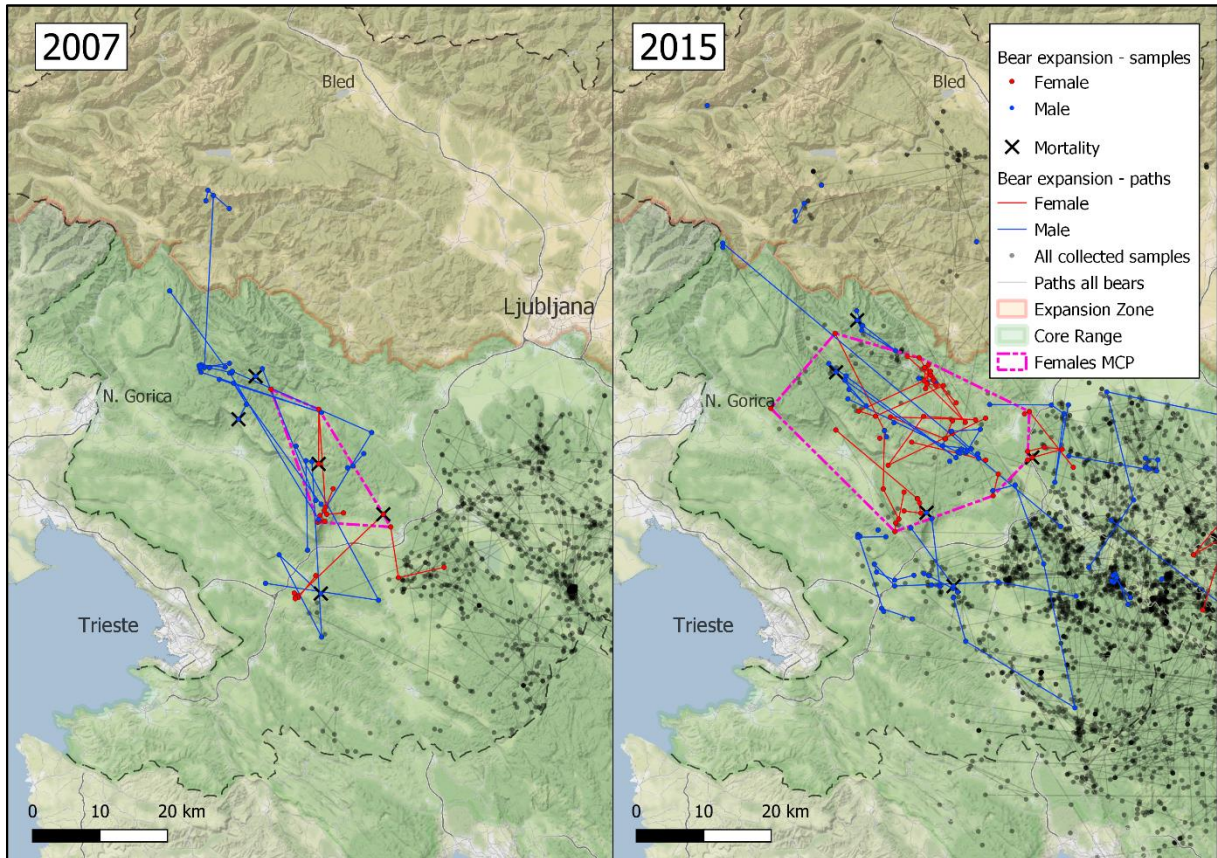 2007
Bled
Ljubljana
N. Gorica
Trieste
0 10 20 km
2015
Bled
N. Gorica
Trieste
0 10 20 km
Bear expansion - samples
Female
Male
Mortality
Bear expansion - paths
Female
Male
All collected samples
Paths all bears
Expansion Zone
Core Range
Females MCP